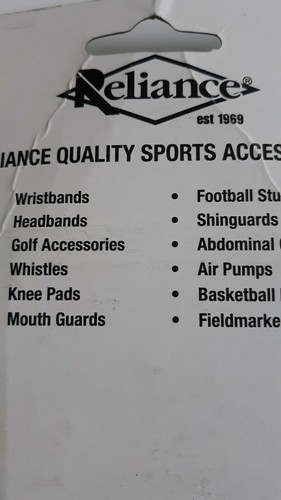 Reliance®
est 1969
IANCE QUALITY SPORTS ACCES
Wristbands
• Football Stu
Headbands
• Shinguards
Golf Accessories
• Abdominal
Whistles
• Air Pumps
Knee Pads
• Basketball
Mouth Guards
• Fieldmarke